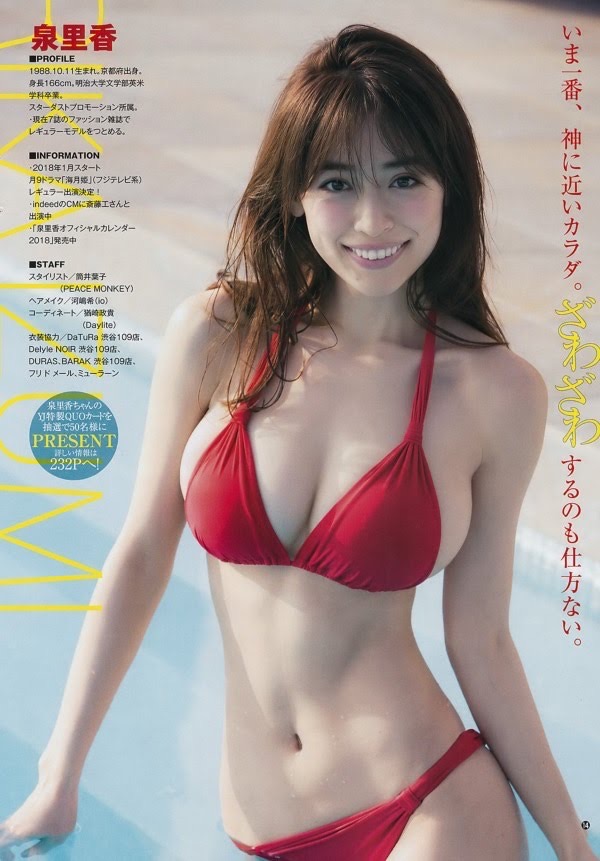 泉里香
■PROFILE
1988.10.11生まれ。京都府出身。
身長166cm。明治大学文学部英米
学科卒業。
スターダストプロモーション所属。
・現在7誌のファッション雑誌で
レギュラーモデルをつとめる。
■INFORMATION
・2018年1月スタート
月9ドラマ「海月姫」(フジテレビ系)
レギュラー出演決定！
・indeedのCMに斎藤工さんと
出演中
・「泉里香オフィシャルカレンダー
2018」発売中
■STAFF
スタイリスト／筒井葉子
(PEACE MONKEY)
ヘアメイク／河嶋希(io)
コーディネート／猶崎政貴
(Daylite)
衣装協力／DaTuRa 渋谷109店、
Delyle NOIR 渋谷109店、
DURAS、BARAK 渋谷109店、
フリド メール、ミューラーン
泉里香ちゃんの
YJ特製QUOカードを
抽選で50名様に
PRESENT
詳しい情報は
232Pへ！
いま一番、神に近いカラダ。
ざわざわ
するのも仕方ない。
14